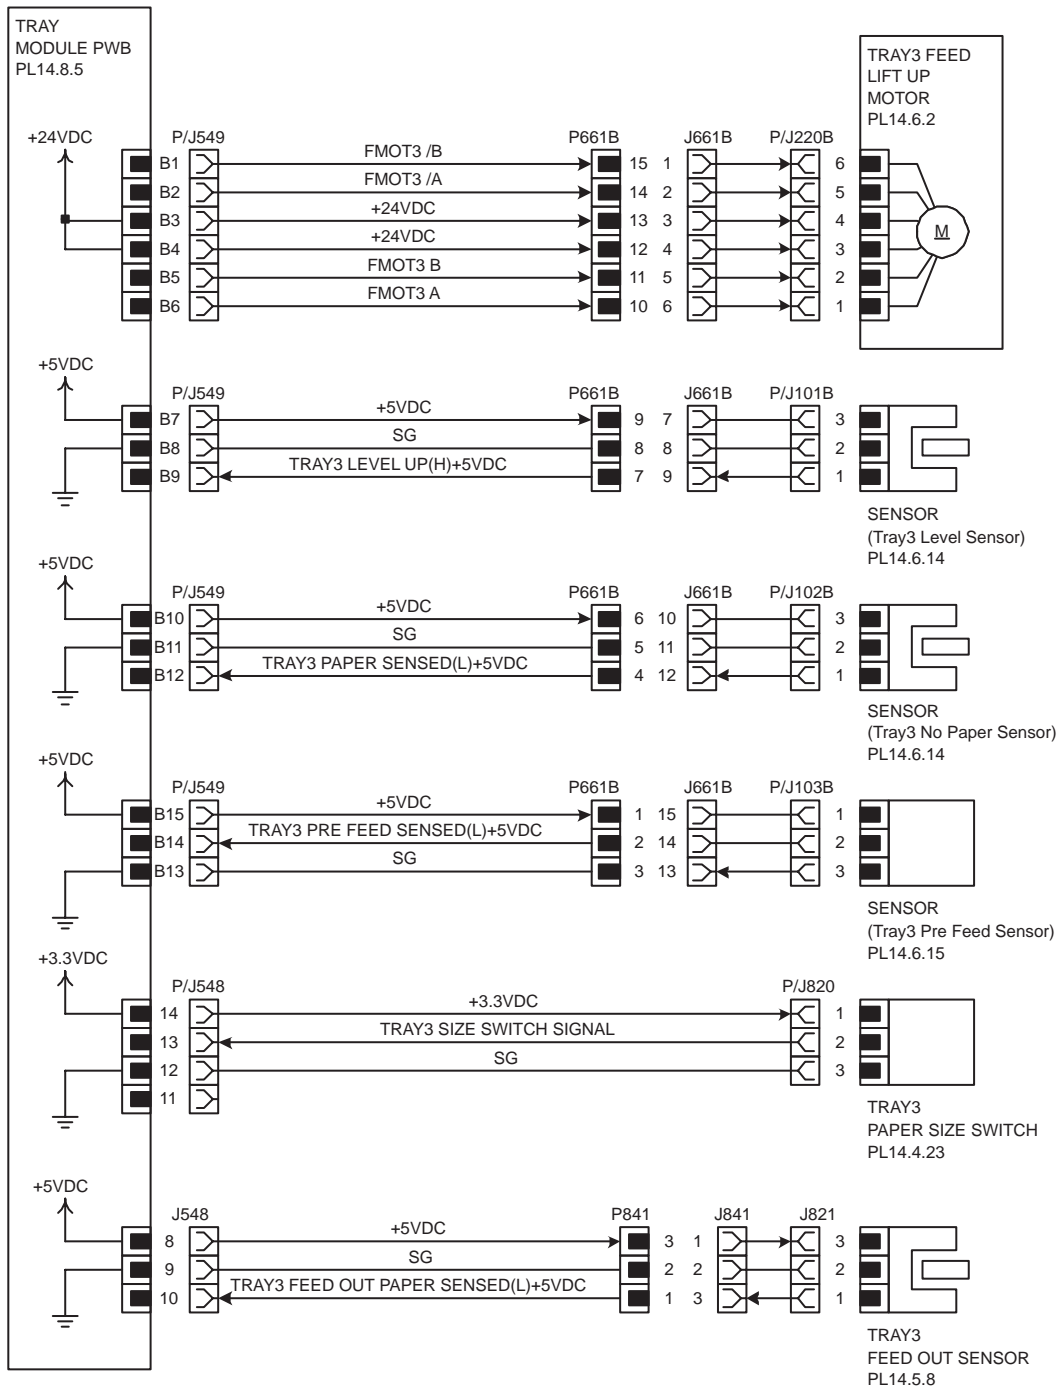 TRAY
MODULE PWB
PL14.8.5
TRAY3 FEED
LIFT UP
MOTOR
PL14.6.2
+24VDC P/J549 P661B J661B P/J220B
B1 FMOT3 /B 15 1 6
B2 FMOT3 /A 14 2 5
B3 +24VDC 13 3 4
B4 +24VDC 12 4 3
B5 FMOT3 B 11 5 2
B6 FMOT3 A 10 6 1
M
+5VDC
P/J549 P661B J661B P/J101B
B7 +5VDC 9 7 3
B8 SG 8 8 2
B9 TRAY3 LEVEL UP(H)+5VDC 7 9 1
SENSOR
(Tray3 Level Sensor)
PL14.6.14
+5VDC
P/J549 P661B J661B P/J102B
B10 +5VDC 6 10 3
B11 SG 5 11 2
B12 TRAY3 PAPER SENSED(L)+5VDC 4 12 1
SENSOR
(Tray3 No Paper Sensor)
PL14.6.14
+5VDC
P/J549 P661B J661B P/J103B
B15 +5VDC 1 15 1
B14 TRAY3 PRE FEED SENSED(L)+5VDC 2 14 2
B13 SG 3 13 3
SENSOR
(Tray3 Pre Feed Sensor)
PL14.6.15
+3.3VDC
P/J548 P/J820
14 +3.3VDC 1
13 TRAY3 SIZE SWITCH SIGNAL 2
12 SG 3
11
TRAY3
PAPER SIZE SWITCH
PL14.4.23
+5VDC
J548 P841 J841 J821
8 +5VDC 3 1 3
9 SG 2 2 2
10 TRAY3 FEED OUT PAPER SENSED(L)+5VDC 1 3 1
TRAY3
FEED OUT SENSOR
PL14.5.8